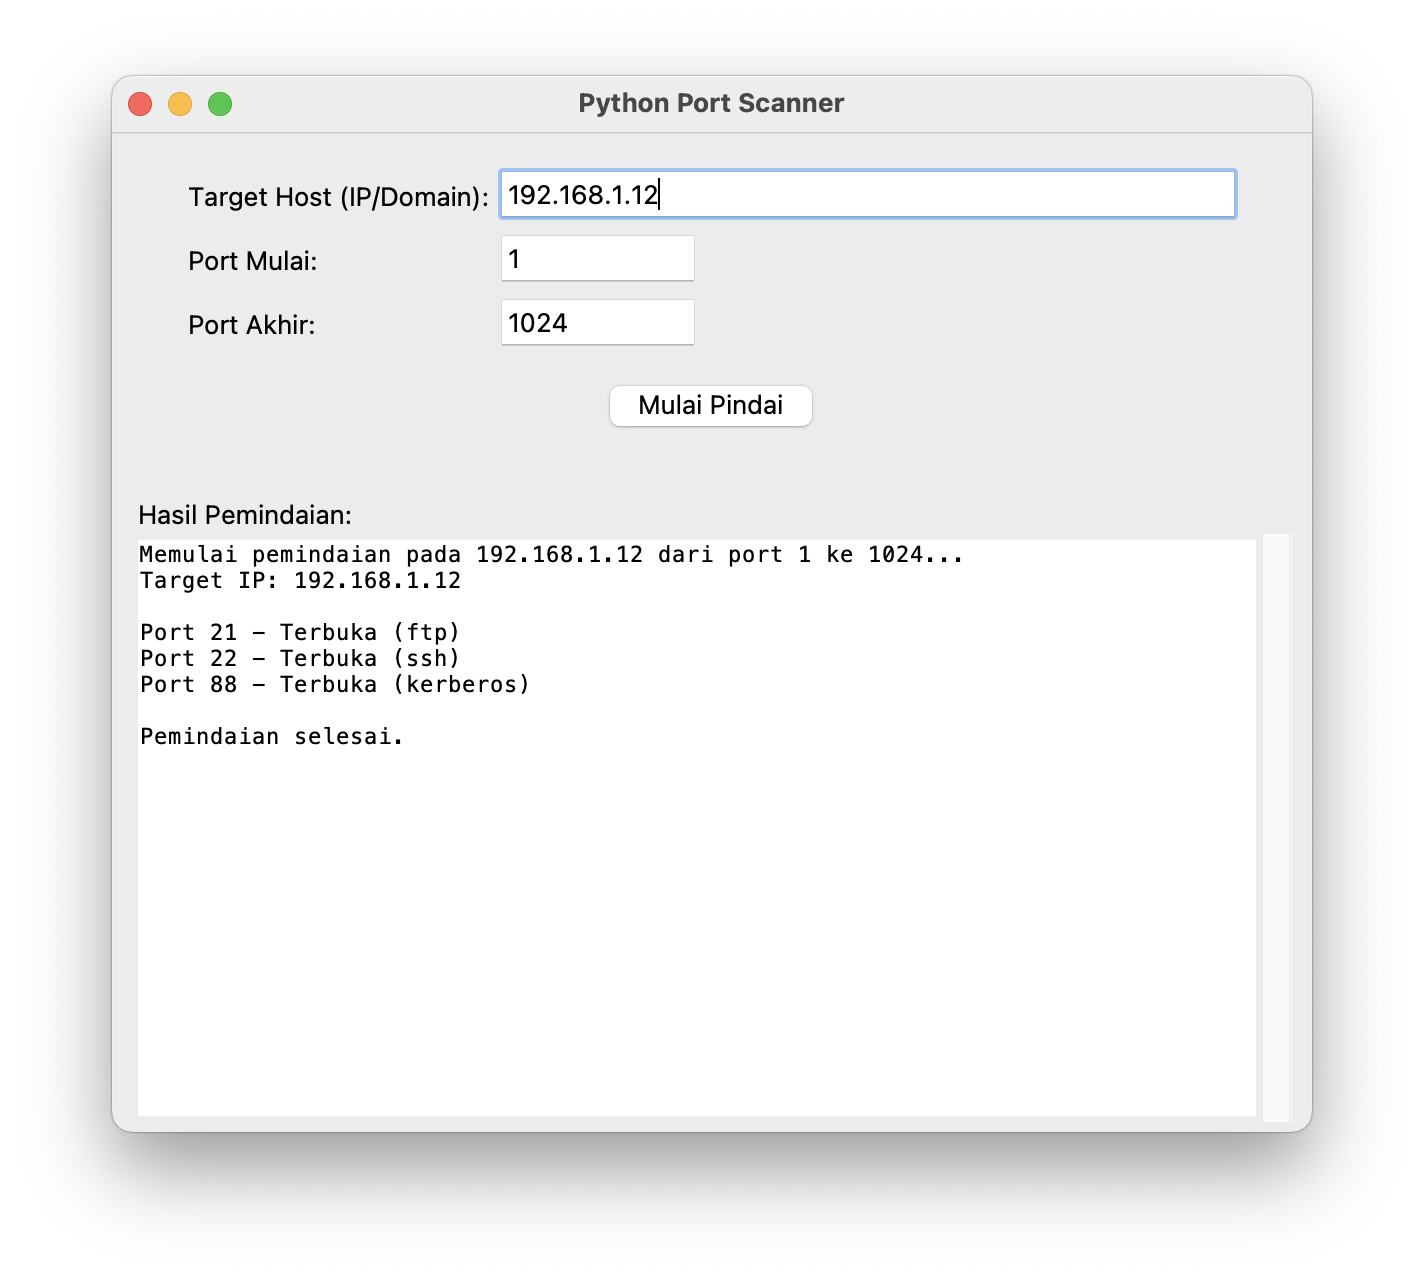 Python Port Scanner
Target Host (IP/Domain): 192.168.1.12
Port Mulai: 1
Port Akhir: 1024
Mulai Pindai
Hasil Pemindaian:
Memulai pemindaian pada 192.168.1.12 dari port 1 ke 1024...
Target IP: 192.168.1.12
Port 21 – Terbuka (ftp)
Port 22 – Terbuka (ssh)
Port 88 – Terbuka (kerberos)
Pemindaian selesai.